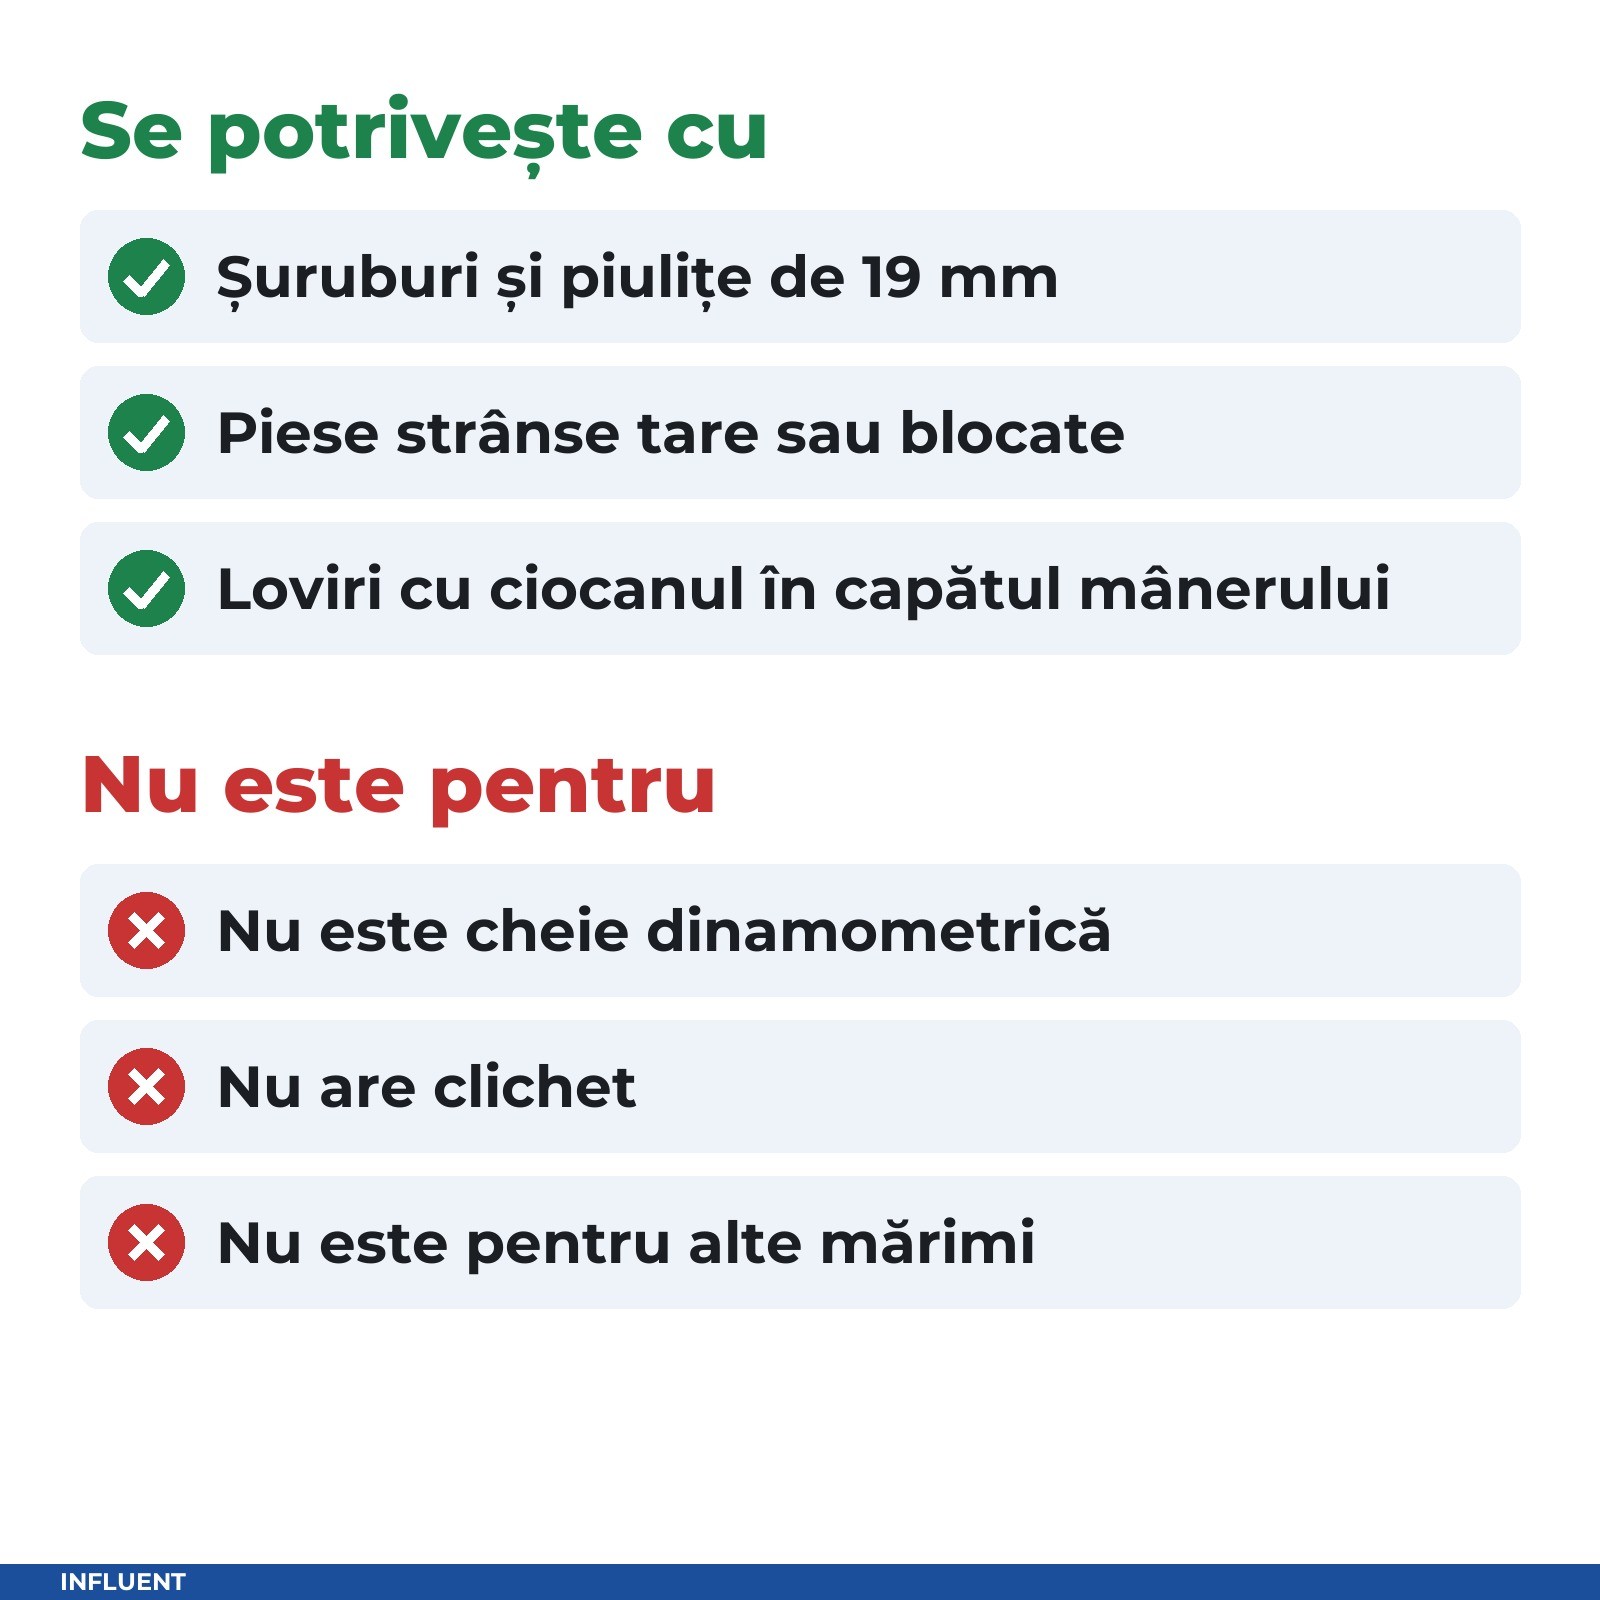 Se potrivește cu
Șuruburi și piulițe de 19 mm
Piese strânse tare sau blocate
Loviri cu ciocanul în capătul mânerului
Nu este pentru
Nu este cheie dinamometrică
Nu are clichet
Nu este pentru alte mărimi
INFLUENT